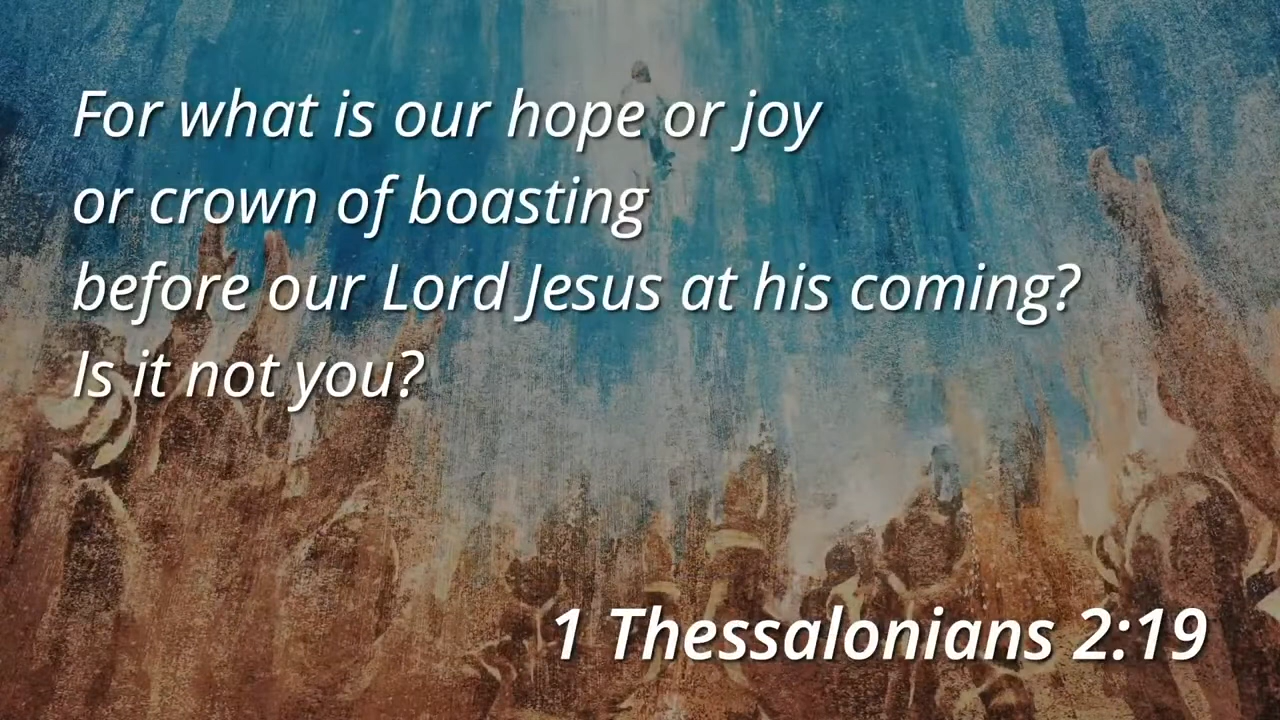 For what is our hope or joy
or crown of boasting
before our Lord Jesus at his coming?
Is it not you?
1 Thessalonians 2:19